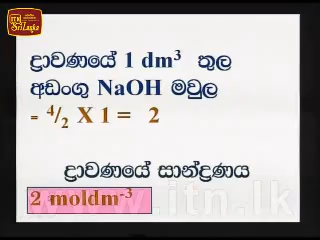 itn
Sri Lanka
ද්‍රාවණයේ 1 dm³ තුල
අඩංගු NaOH මවුල
= ⁴/₂ X 1 = 2
ද්‍රාවණයේ සාන්ද්‍රණය
2 moldm⁻³
www.itn.lk